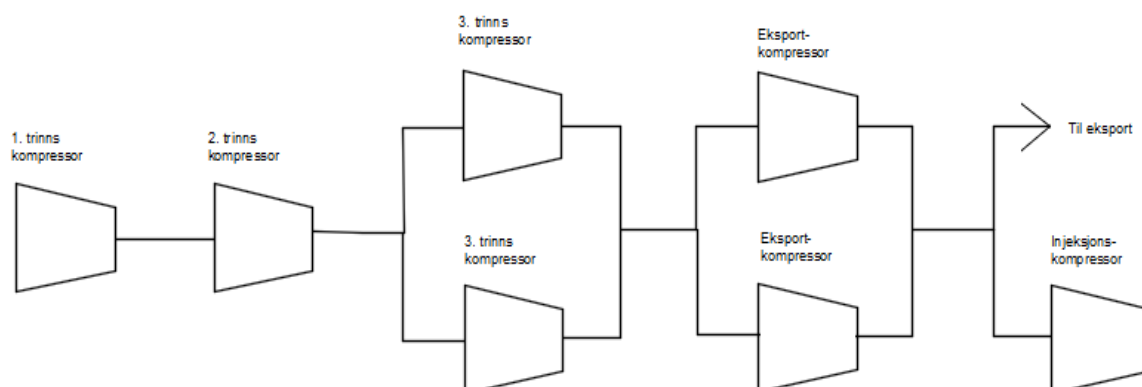 1. trinns
kompressor
2. trinns
kompressor
3. trinns
kompressor
3. trinns
kompressor
Eksport-
kompressor
Eksport-
kompressor
Til eksport
Injeksjons-
kompressor